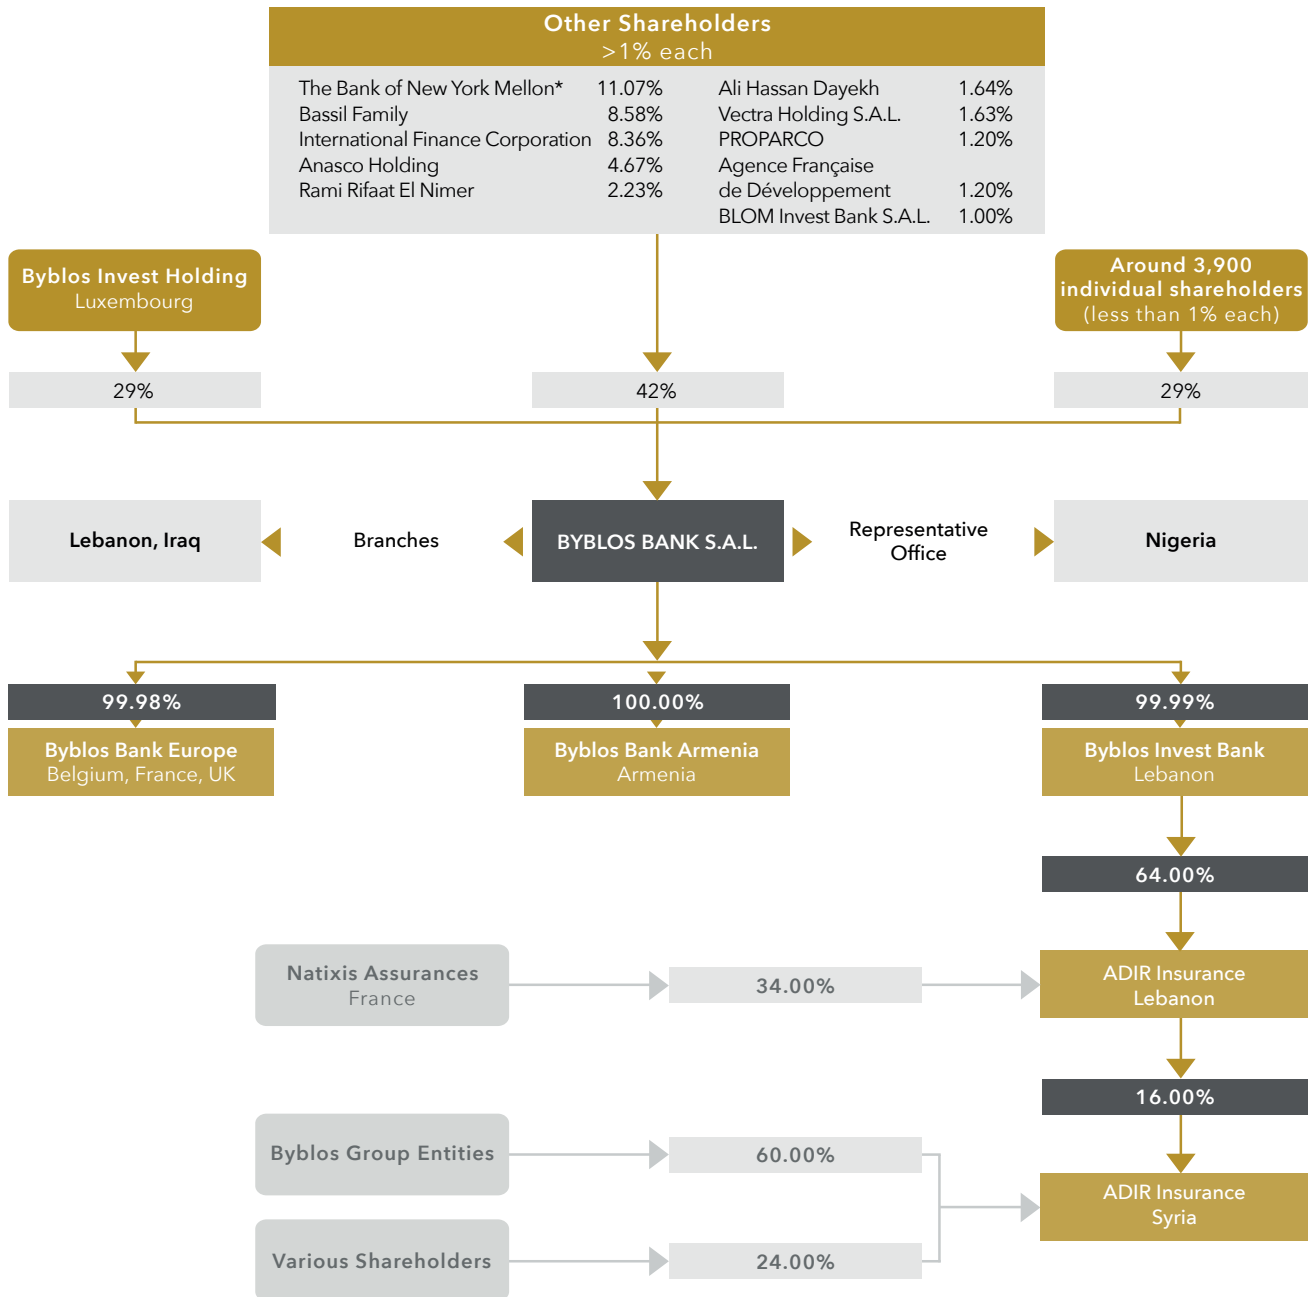 Other Shareholders
>1% each
The Bank of New York Mellon* 11.07%
Bassil Family 8.58%
International Finance Corporation 8.36%
Anasco Holding 4.67%
Rami Rifaat El Nimer 2.23%
Ali Hassan Dayekh 1.64%
Vectra Holding S.A.L. 1.63%
PROPARCO 1.20%
Agence Française
de Développement 1.20%
BLOM Invest Bank S.A.L. 1.00%
Byblos Invest Holding
Luxembourg
Around 3,900
individual shareholders
(less than 1% each)
29%
42%
29%
Lebanon, Iraq
Branches
BYBLOS BANK S.A.L.
Representative
Office
Nigeria
99.98%
100.00%
99.99%
Byblos Bank Europe
Belgium, France, UK
Byblos Bank Armenia
Armenia
Byblos Invest Bank
Lebanon
64.00%
Natixis Assurances
France
34.00%
ADIR Insurance
Lebanon
16.00%
Byblos Group Entities
60.00%
ADIR Insurance
Syria
Various Shareholders
24.00%